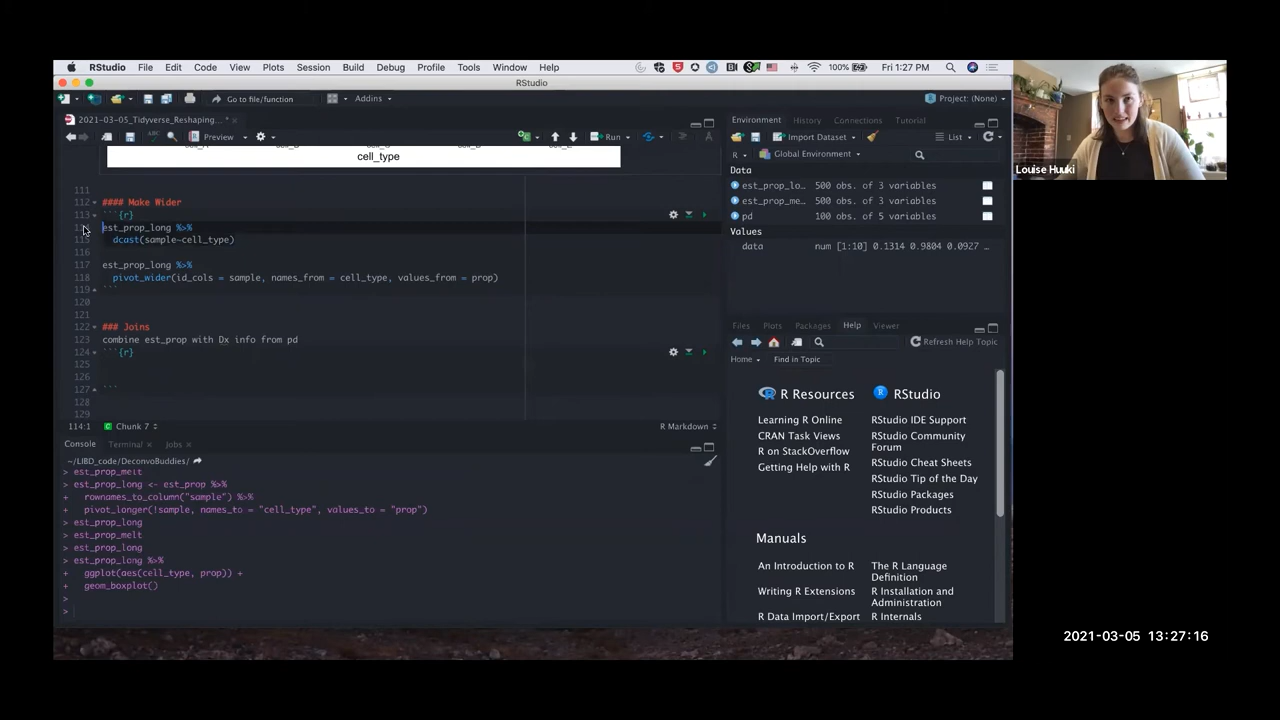 RStudio File Edit Code View Plots Session Build Debug Profile Tools Window Help 100% Fri 1:27 PM
RStudio
Go to file/function Addins Project: (None)
2021-03-05_Tidyverse_Reshaping...
Preview Run
cell_type
111
112 #### Make Wider
113 ```{r}
est_prop_long %>%
115 dcast(sample~cell_type)
116
117 est_prop_long %>%
118 pivot_wider(id_cols = sample, names_from = cell_type, values_from = prop)
119 ```
120
121
122 ### Joins
123 combine est_prop with Dx info from pd
124 ```{r}
125
126
127 ```
128
129
114:1 Chunk 7 R Markdown
Console Terminal Jobs
~/LIBD_code/DeconvoBuddies/
> est_prop_melt
> est_prop_long <- est_prop %>%
+ rownames_to_column("sample") %>%
+ pivot_longer(!sample, names_to = "cell_type", values_to = "prop")
> est_prop_long
> est_prop_melt
> est_prop_long
> est_prop_long %>%
+ ggplot(aes(cell_type, prop)) +
+ geom_boxplot()
>
>
Environment History Connections Tutorial
Import Dataset List
R Global Environment
Data
est_prop_lo... 500 obs. of 3 variables
est_prop_me... 500 obs. of 3 variables
pd 100 obs. of 5 variables
Values
data num [1:10] 0.1314 0.9804 0.0927 ...
Files Plots Packages Help Viewer
Refresh Help Topic
Home Find in Topic
R Resources
Learning R Online
CRAN Task Views
R on StackOverflow
Getting Help with R
RStudio
RStudio IDE Support
RStudio Community
Forum
RStudio Cheat Sheets
RStudio Tip of the Day
RStudio Packages
RStudio Products
Manuals
An Introduction to R
Writing R Extensions
R Data Import/Export
The R Language
Definition
R Installation and
Administration
R Internals
Louise Huuki
2021-03-05 13:27:16